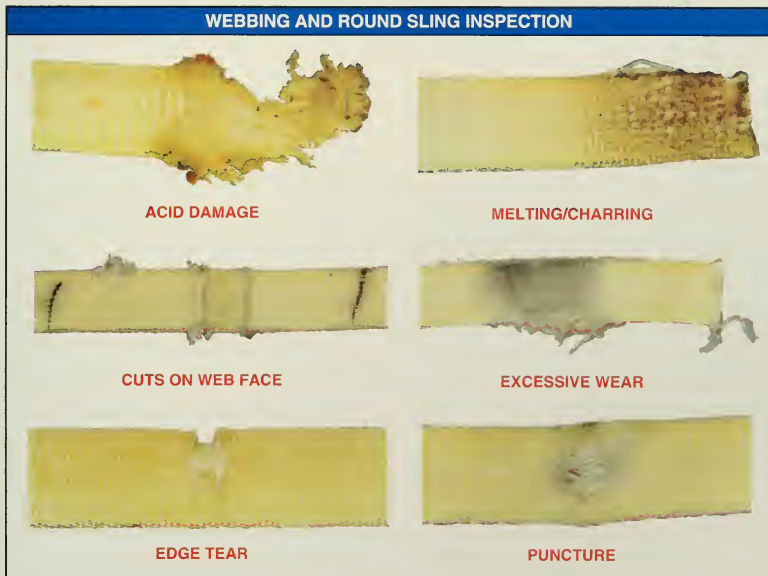 WEBBING AND ROUND SLING INSPECTION
ACID DAMAGE
MELTING/CHARRING
CUTS ON WEB FACE
EXCESSIVE WEAR
EDGE TEAR
PUNCTURE